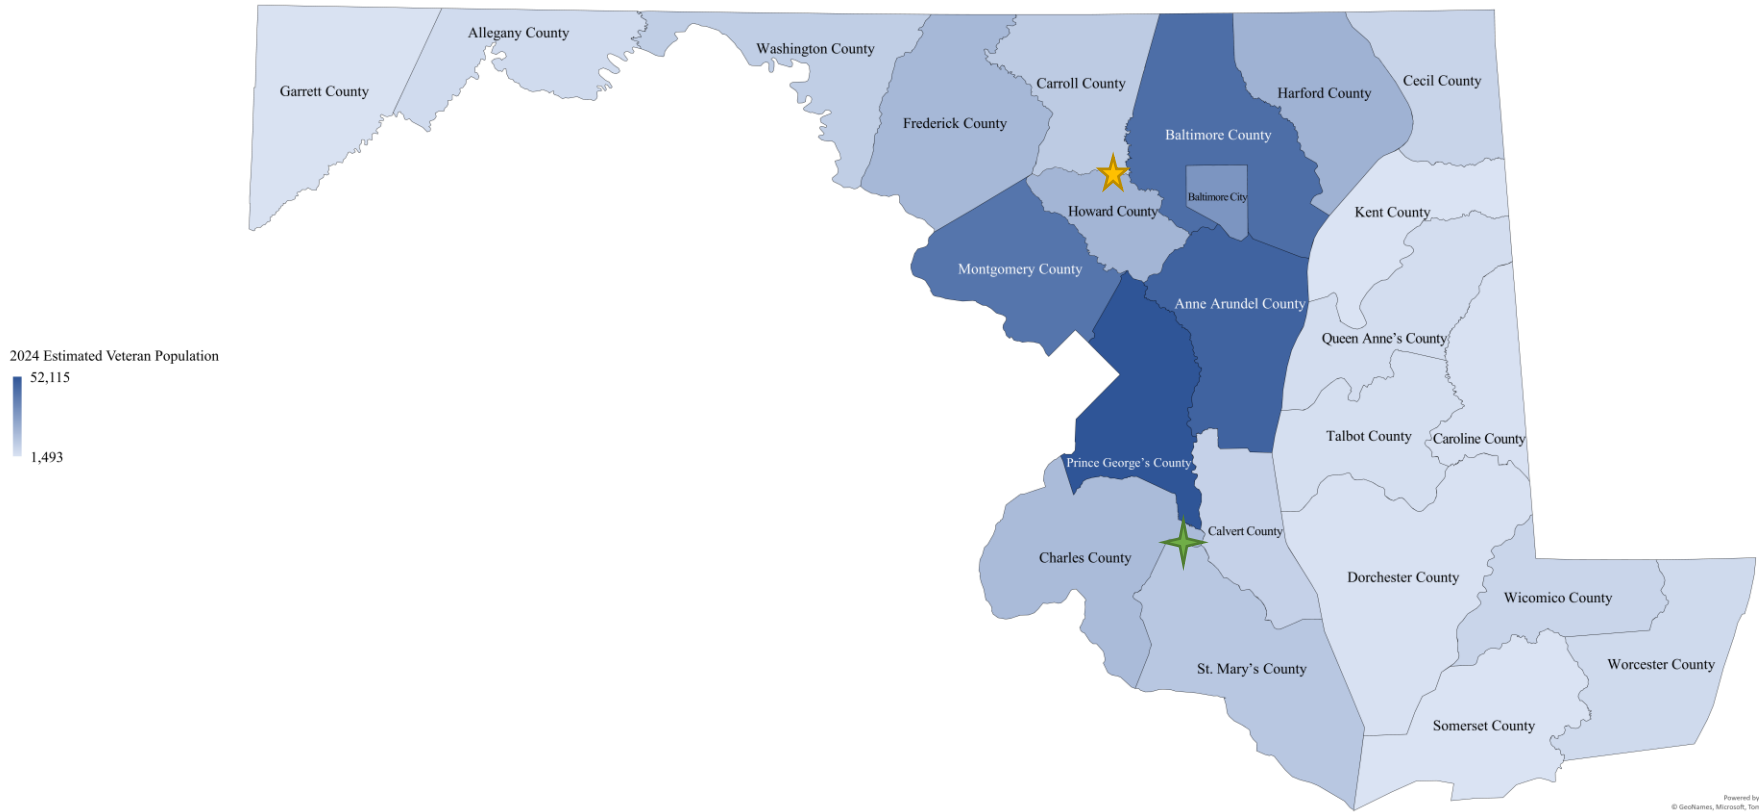 Allegany County
Washington County
Garrett County
Carroll County
Cecil County
Harford County
Frederick County
Baltimore County
Baltimore City
Howard County
Kent County
Montgomery County
Anne Arundel County
Queen Anne’s County
2024 Estimated Veteran Population
52,115
1,493
Talbot County
Caroline County
Prince George’s County
Calvert County
Charles County
Dorchester County
Wicomico County
St. Mary’s County
Worcester County
Somerset County
Powered by
© GeoNames, Microsoft, Ton